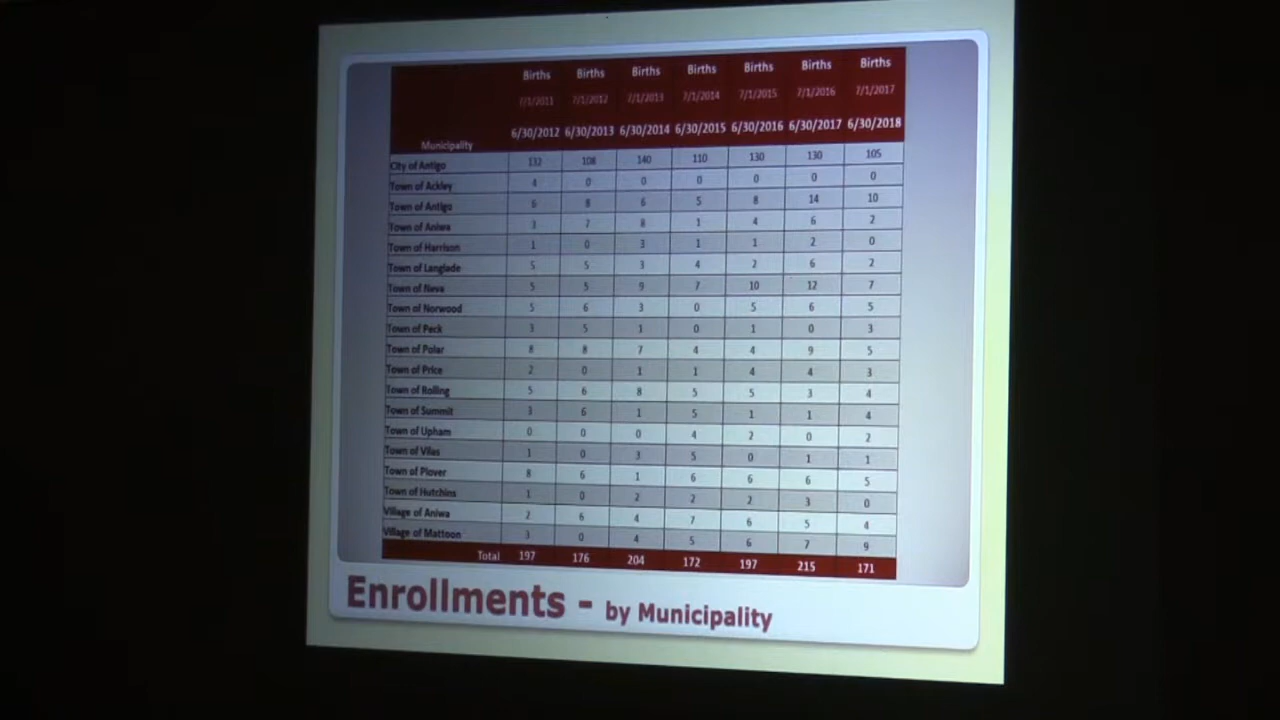 Births Births Births Births Births Births Births
7/1/2011 7/1/2012 7/1/2013 7/1/2014 7/1/2015 7/1/2016 7/1/2017
Municipality 6/30/2012 6/30/2013 6/30/2014 6/30/2015 6/30/2016 6/30/2017 6/30/2018
City of Antigo 132 108 140 110 130 130 105
Town of Ackley 4 0 0 0 0 0 0
Town of Antigo 6 8 6 5 8 14 10
Town of Aniwa 3 7 8 1 4 6 2
Town of Harrison 1 0 3 1 1 2 0
Town of Langlade 5 5 3 4 2 6 2
Town of Neva 5 5 9 7 10 12 7
Town of Norwood 5 6 3 0 5 6 5
Town of Peck 3 5 1 0 1 0 3
Town of Polar 8 8 7 4 4 9 5
Town of Price 2 0 1 1 4 4 3
Town of Rolling 5 6 8 5 5 3 4
Town of Summit 3 6 1 5 1 1 4
Town of Upham 0 0 0 4 2 0 2
Town of Vilas 1 0 3 5 0 1 1
Town of Plover 8 6 1 6 6 6 5
Town of Hutchins 1 0 2 2 2 3 0
Village of Aniwa 2 6 4 7 6 5 4
Village of Mattoon 3 0 4 5 6 7 9
Total 197 176 204 172 197 215 171
Enrollments - by Municipality